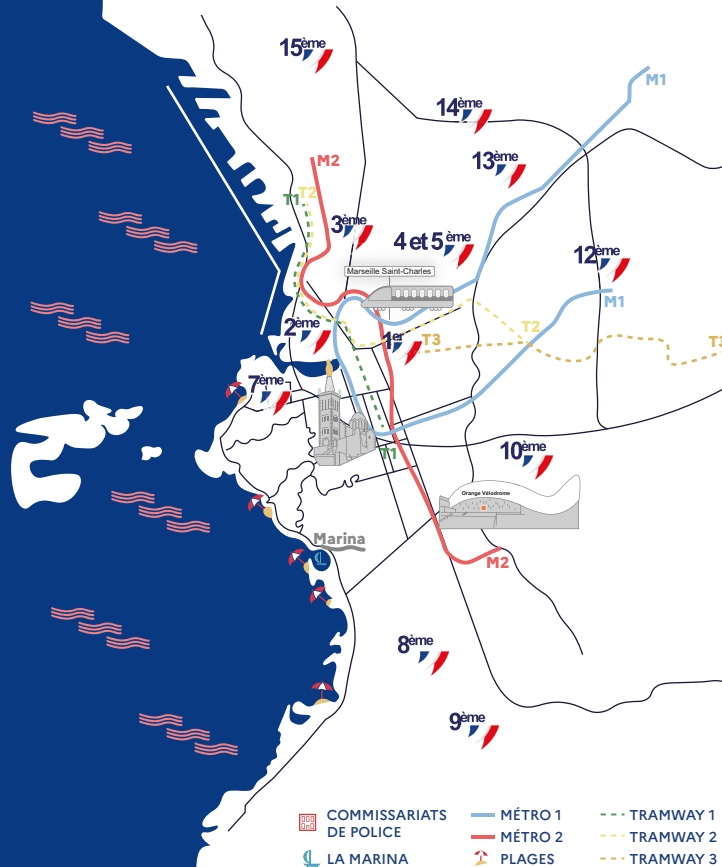 15ème
M1
14ème
13ème
M2
T1
T2
3ème
4 et 5 ème
12ème
Marseille Saint-Charles
M1
2ème
1er
T3
T2
T3
7ème
T1
10ème
Orange Vélodrome
Marina
M2
8ème
9ème
COMMISSARIATS
DE POLICE
LA MARINA
MÉTRO 1
MÉTRO 2
PLAGES
TRAMWAY 1
TRAMWAY 2
TRAMWAY 3